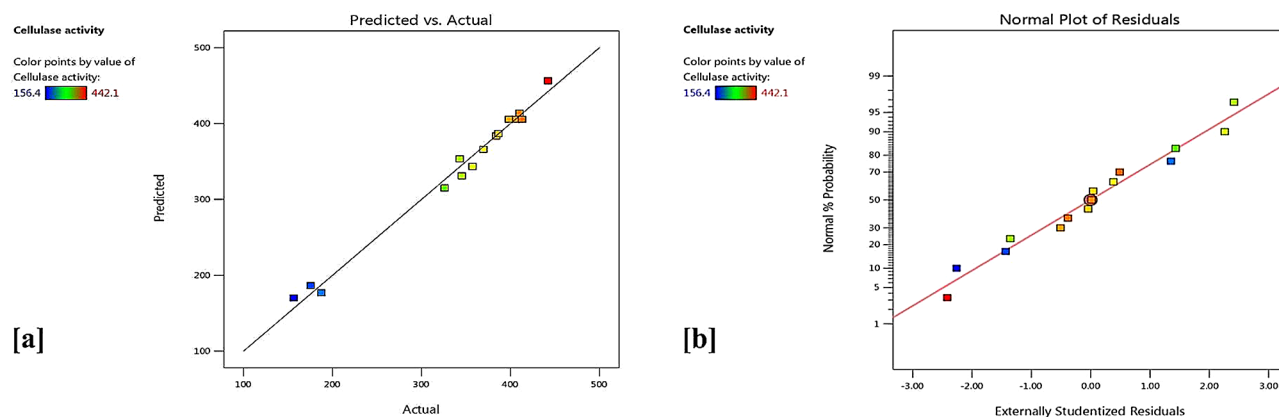 Predicted vs. Actual
Cellulase activity
Color points by value of
Cellulase activity:
156.4 442.1
500
400
300
200
100
Predicted
100 200 300 400 500
Actual
[a]
Normal Plot of Residuals
Cellulase activity
Color points by value of
Cellulase activity:
156.4 442.1
99
95
90
80
70
50
30
20
10
5
1
Normal % Probability
-3.00 -2.00 -1.00 0.00 1.00 2.00 3.00
Externally Studentized Residuals
[b]